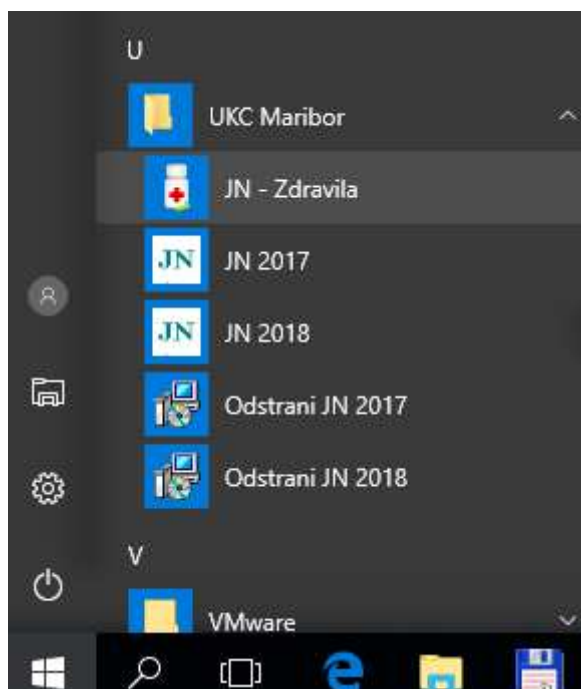 U
UKC Maribor
JN - Zdravila
JN JN 2017
JN JN 2018
Odstrani JN 2017
Odstrani JN 2018
V
VMware